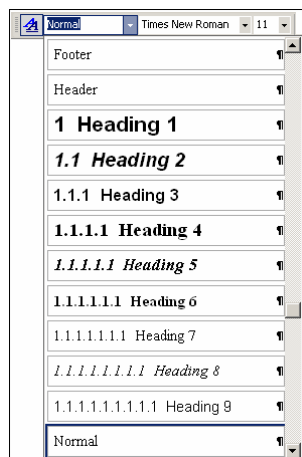 Normal Times New Roman 11
Footer ¶
Header ¶
1 Heading 1 ¶
1.1 Heading 2 ¶
1.1.1 Heading 3 ¶
1.1.1.1 Heading 4 ¶
1.1.1.1.1 Heading 5 ¶
1.1.1.1.1.1 Heading 6 ¶
1.1.1.1.1.1.1 Heading 7 ¶
1.1.1.1.1.1.1.1 Heading 8 ¶
1.1.1.1.1.1.1.1.1 Heading 9 ¶
Normal ¶